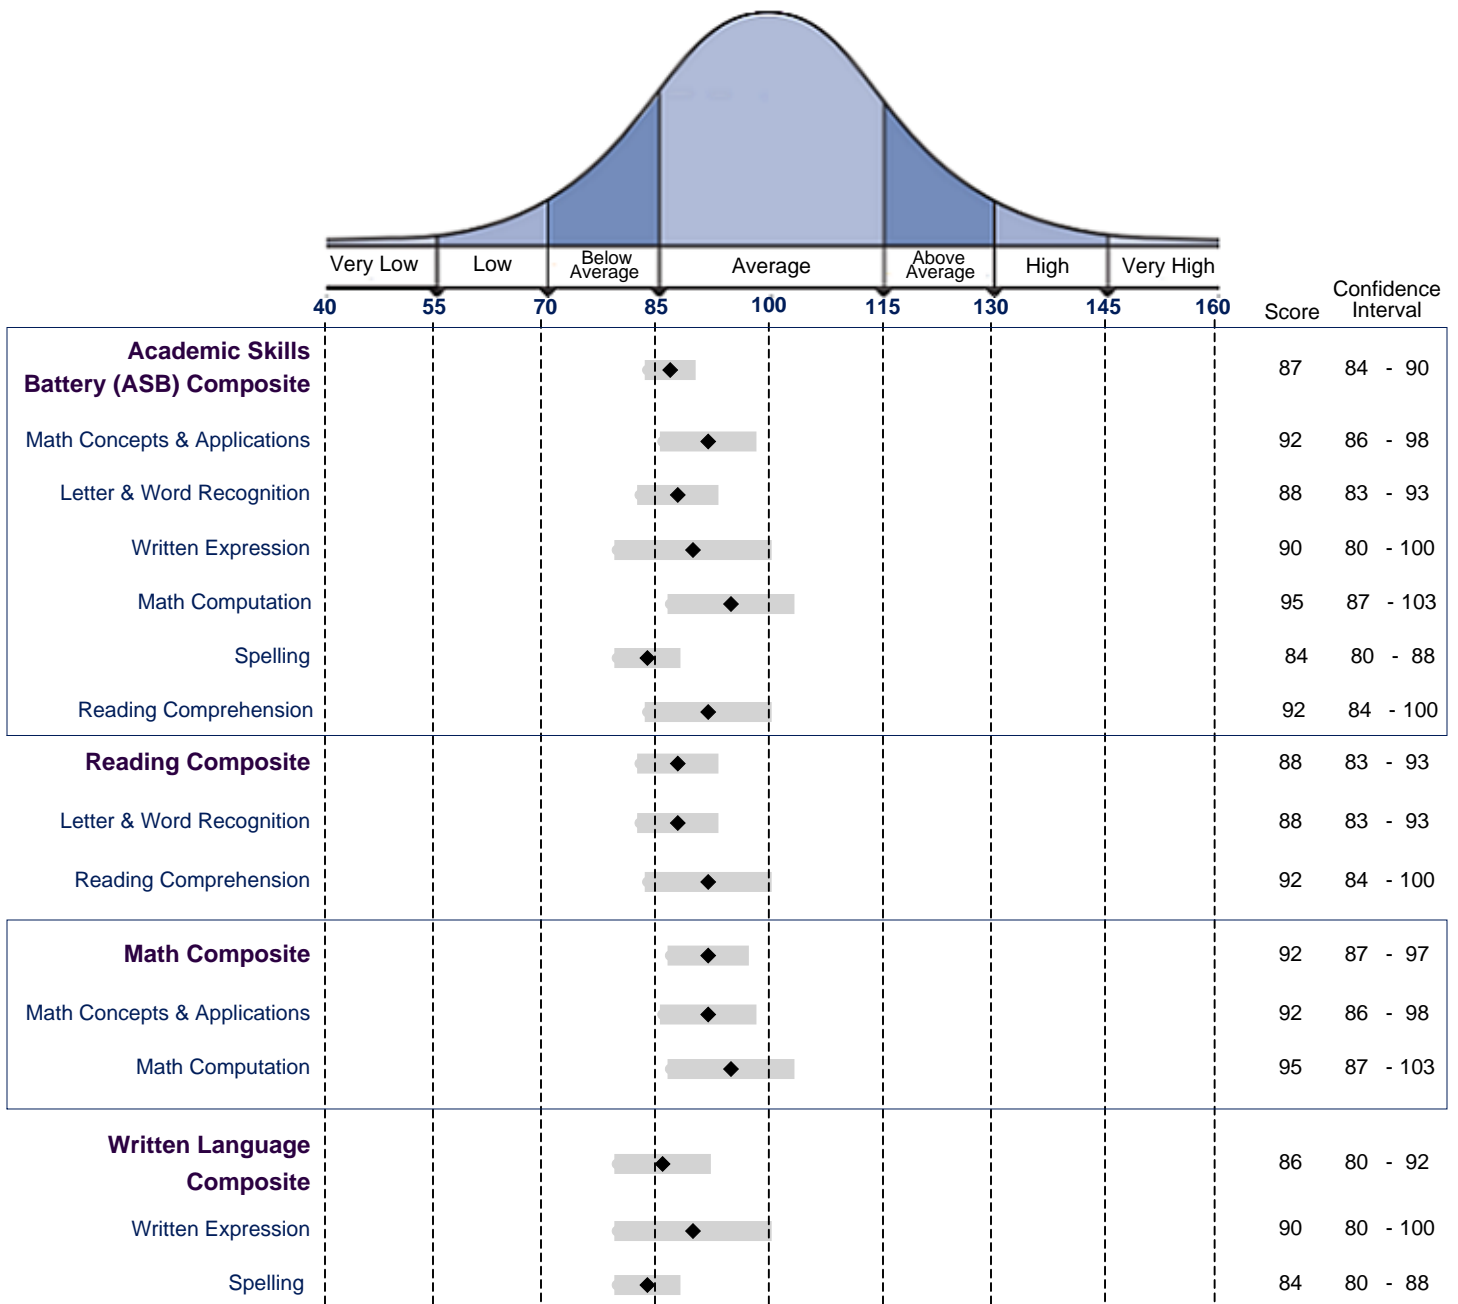 Very Low Low Below Average Average Above Average High Very High
40 55 70 85 100 115 130 145 160 Score Confidence Interval
Academic Skills
Battery (ASB) Composite 87 84 - 90
Math Concepts & Applications 92 86 - 98
Letter & Word Recognition 88 83 - 93
Written Expression 90 80 - 100
Math Computation 95 87 - 103
Spelling 84 80 - 88
Reading Comprehension 92 84 - 100
Reading Composite 88 83 - 93
Letter & Word Recognition 88 83 - 93
Reading Comprehension 92 84 - 100
Math Composite 92 87 - 97
Math Concepts & Applications 92 86 - 98
Math Computation 95 87 - 103
Written Language
Composite 86 80 - 92
Written Expression 90 80 - 100
Spelling 84 80 - 88